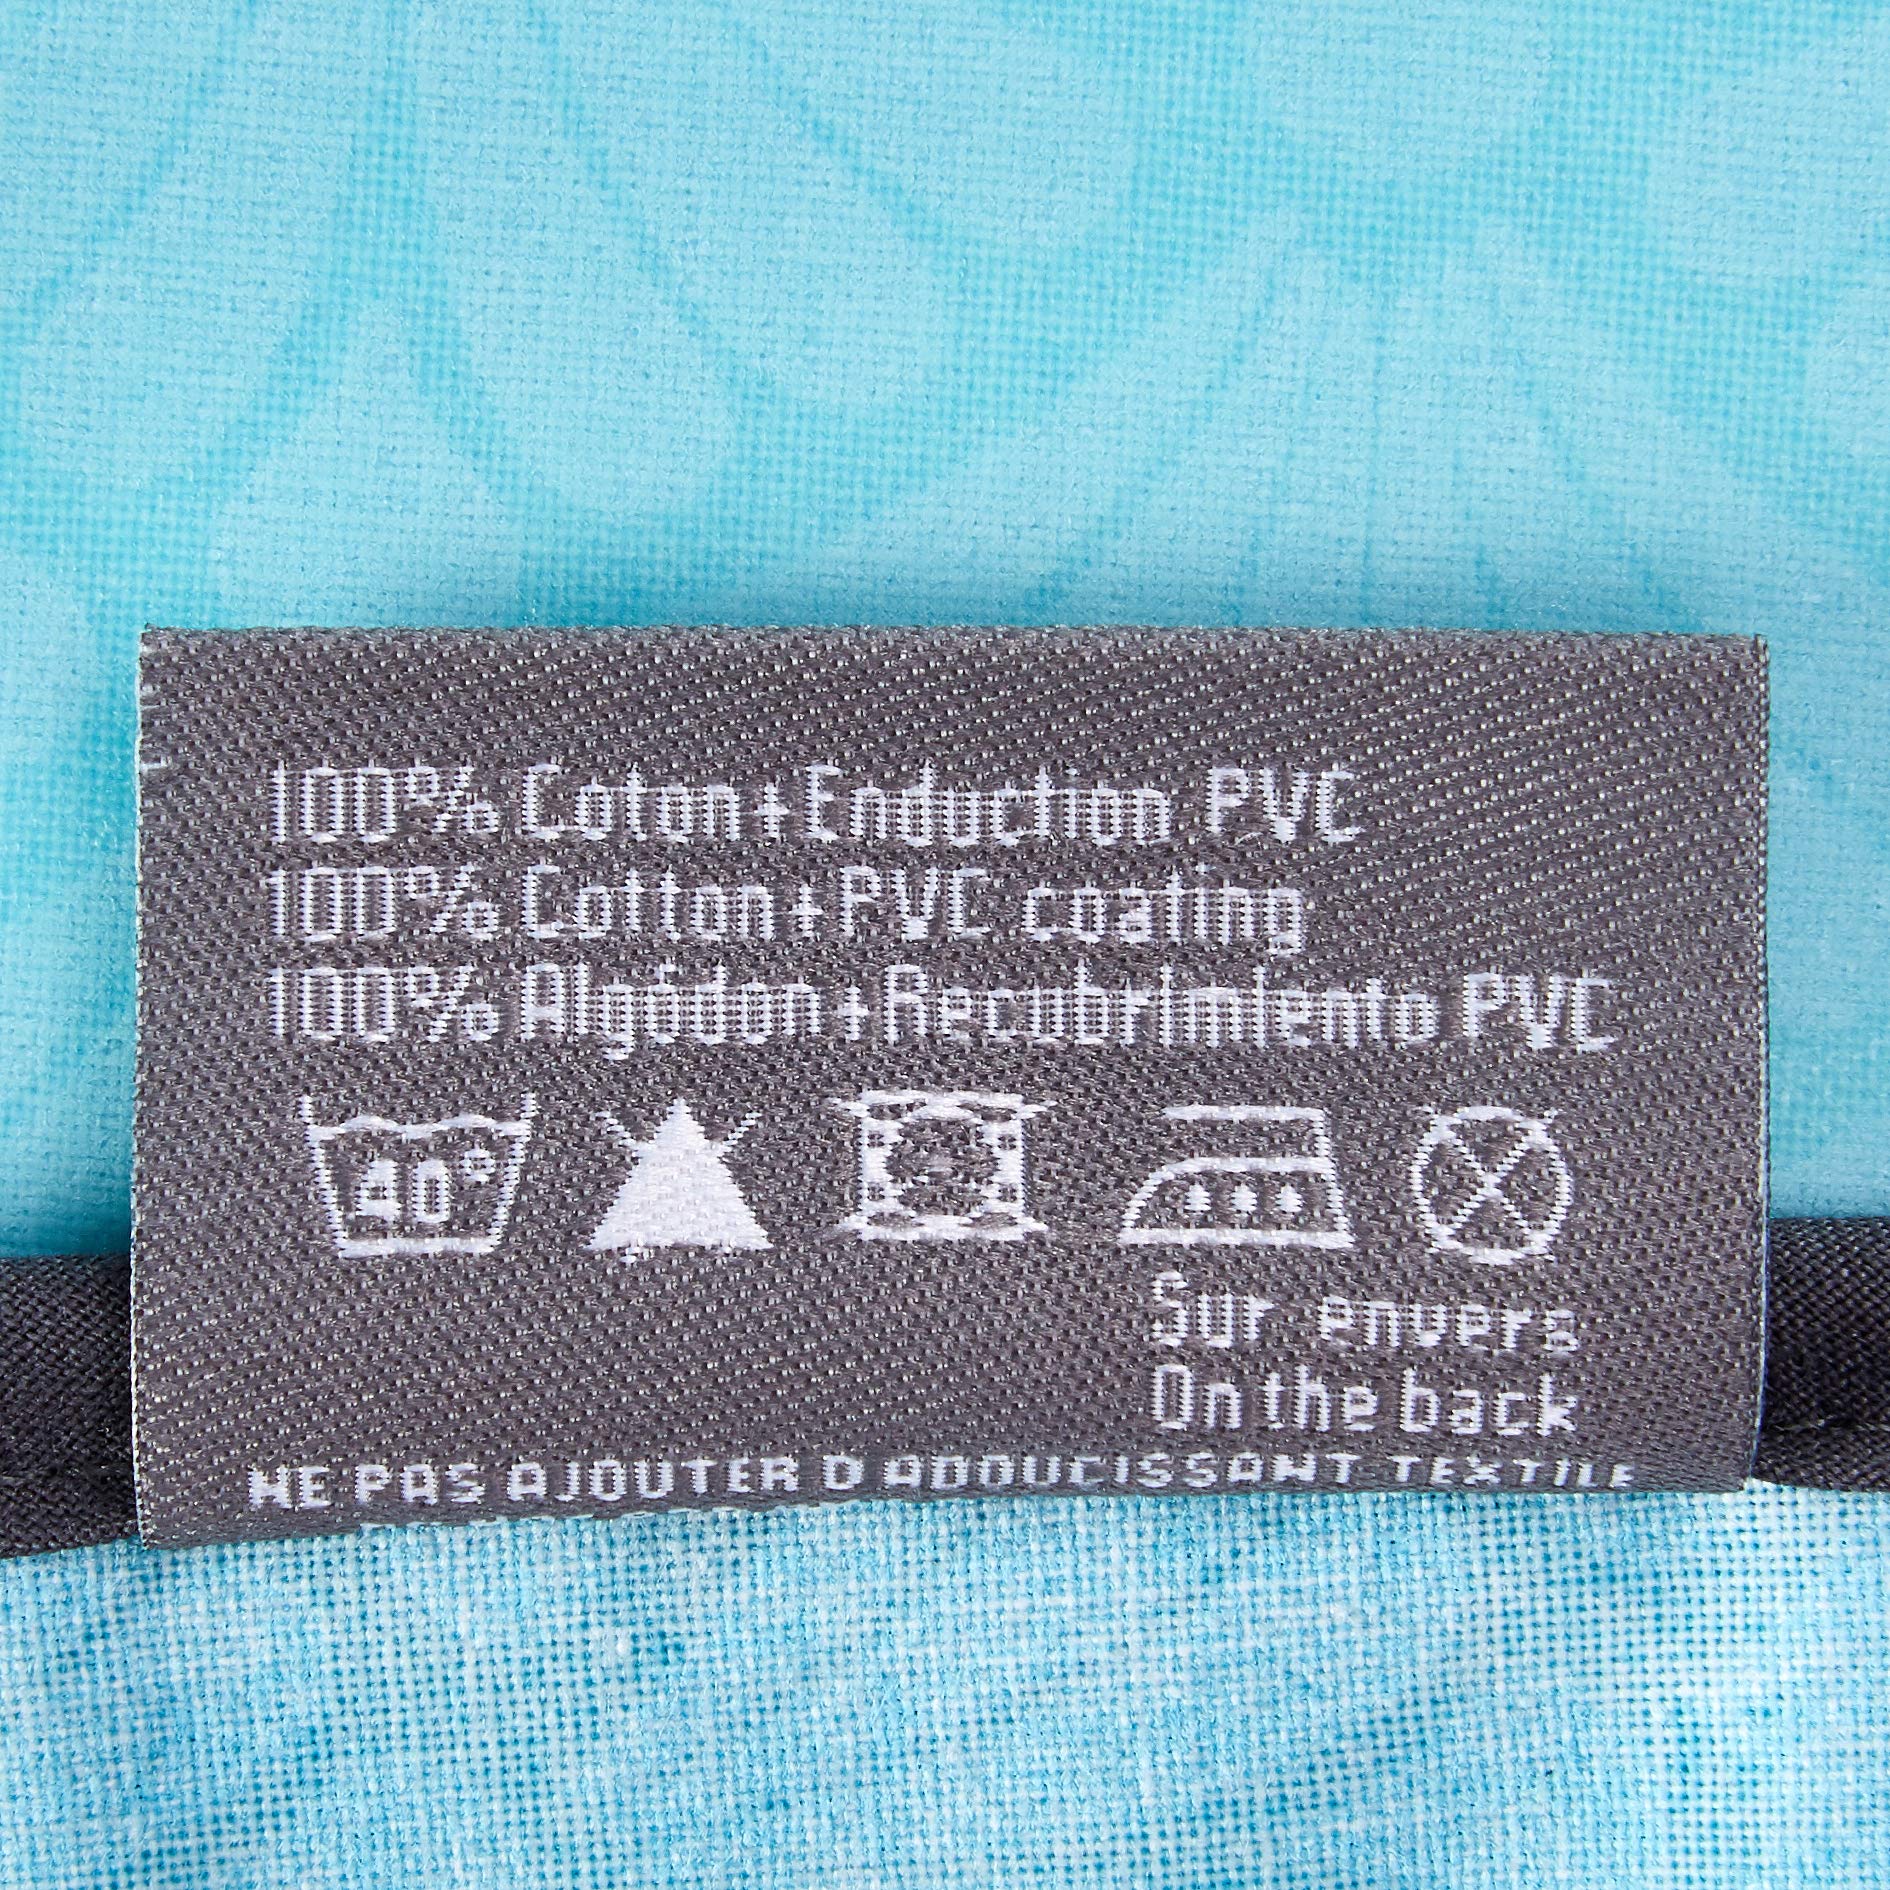 100% Coton+Enduction PVC
100% Cotton+PVC coating
100% Algódon+Recubrimiento PVC
40°
Sur envers
On the back
NE PAS AJOUTER D ADOUCISSANT TEXTILE